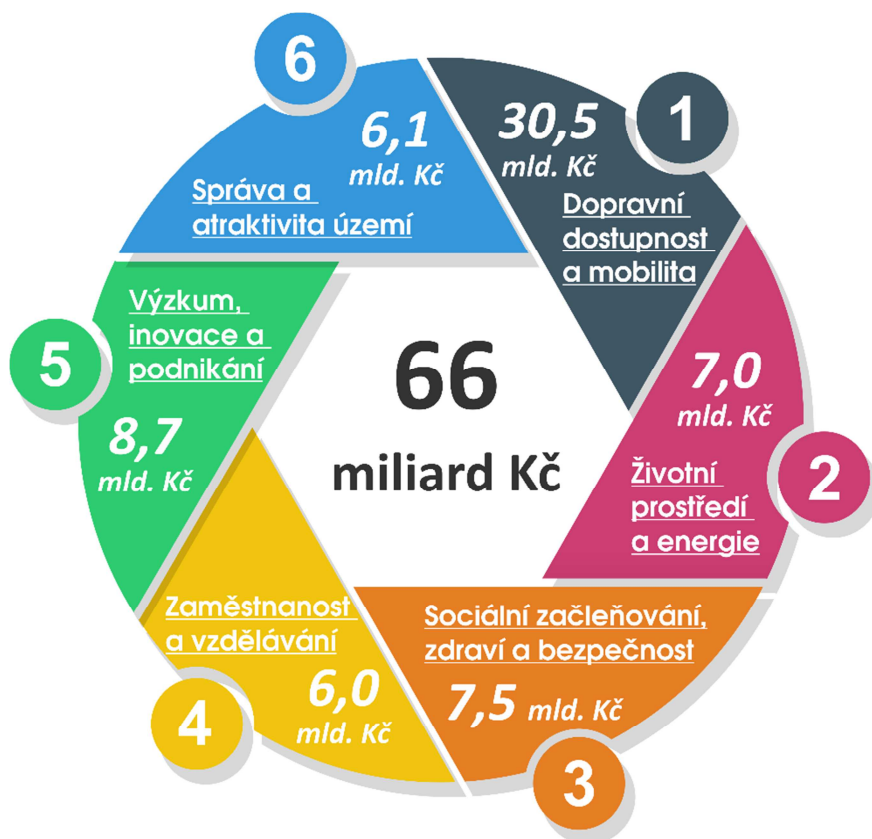 66
miliard Kč
1
30,5
mld. Kč
Dopravní
dostupnost
a mobilita
2
7,0
mld. Kč
Životní
prostředí
a energie
3
Sociální začleňování,
zdraví a bezpečnost
7,5 mld. Kč
4
Zaměstnanost
a vzdělávání
6,0
mld. Kč
5
Výzkum,
inovace a
podnikání
8,7
mld. Kč
6
6,1
mld. Kč
Správa a
atraktivita území